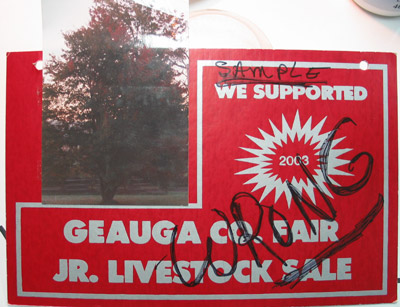 SAMPLE
WE SUPPORTED
2003
WRONG
GEAUGA CO. FAIR
JR. LIVESTOCK SALE